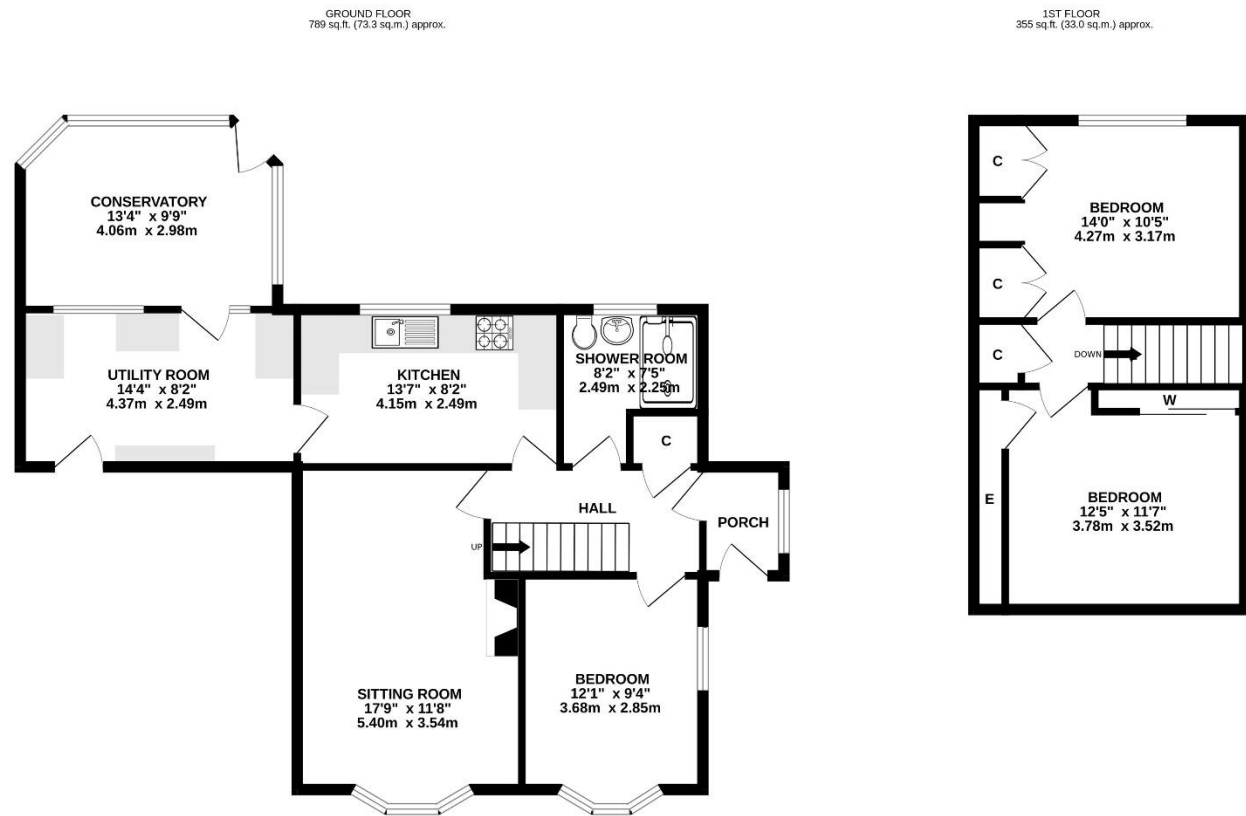 GROUND FLOOR
789 sq.ft. (73.3 sq.m.) approx.
CONSERVATORY
13'4" x 9'9"
4.06m x 2.98m
UTILITY ROOM
14'4" x 8'2"
4.37m x 2.49m
KITCHEN
13'7" x 8'2"
4.15m x 2.49m
SHOWER ROOM
8'2" x 7'5"
2.49m x 2.25m
C
HALL
PORCH
UP
SITTING ROOM
17'9" x 11'8"
5.40m x 3.54m
BEDROOM
12'1" x 9'4"
3.68m x 2.85m
1ST FLOOR
355 sq.ft. (33.0 sq.m.) approx.
C
BEDROOM
14'0" x 10'5"
4.27m x 3.17m
C
C
DOWN
W
E
BEDROOM
12'5" x 11'7"
3.78m x 3.52m